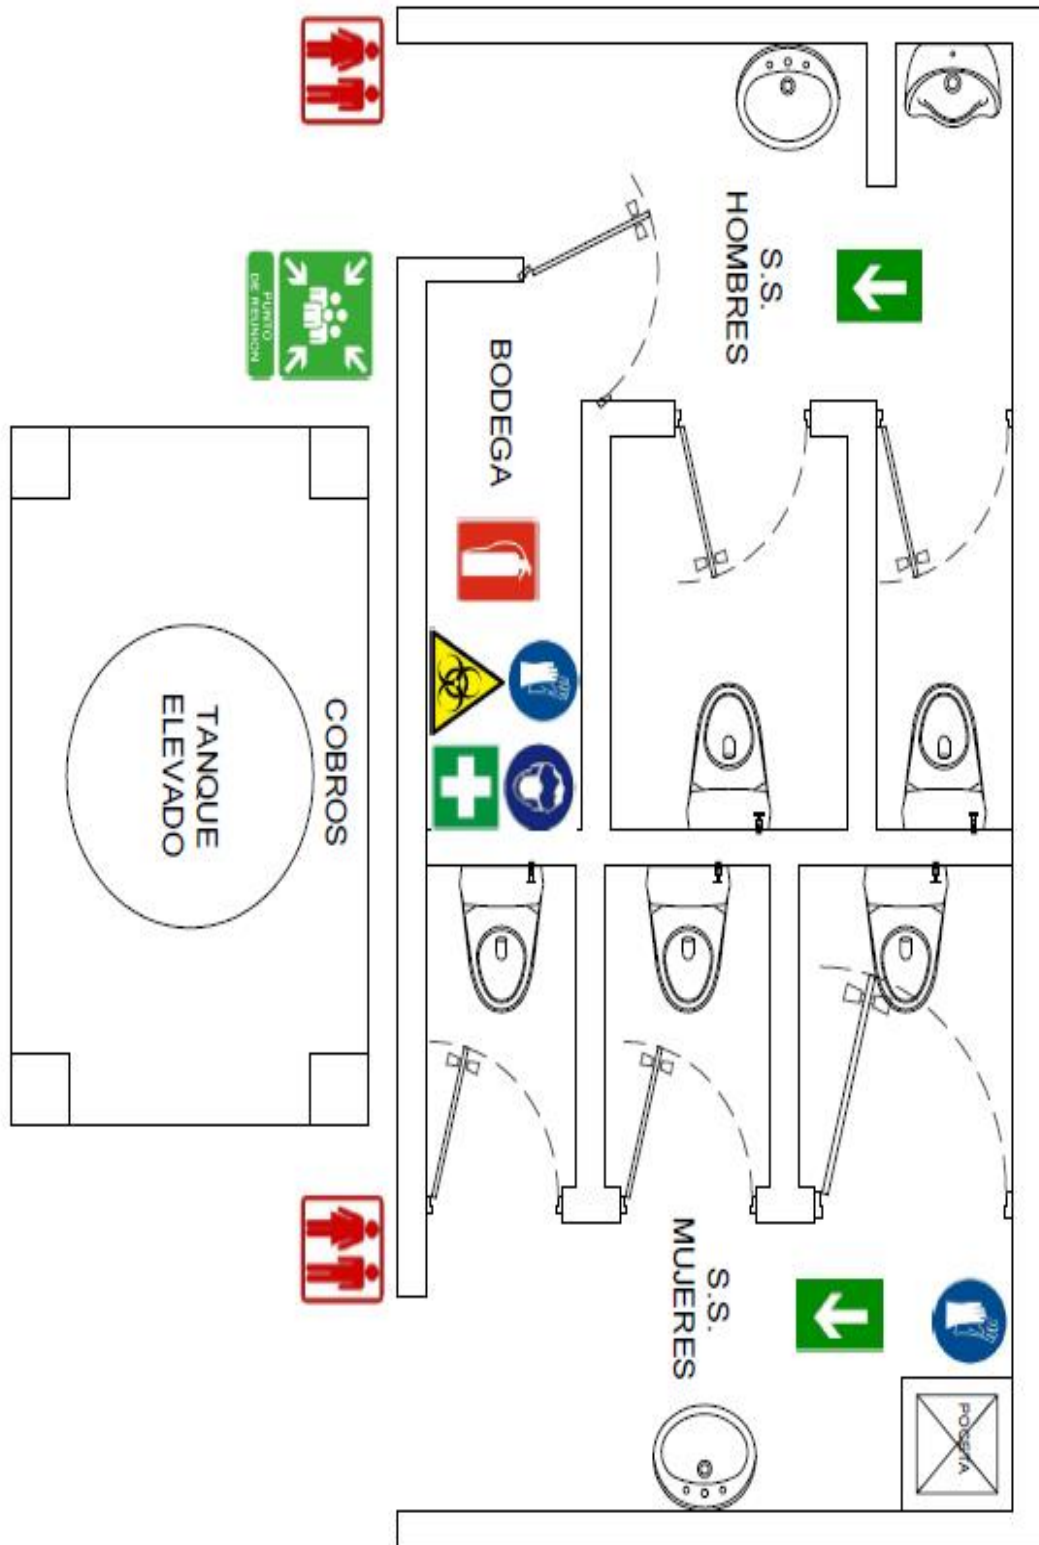 S.S.
HOMBRES
BODEGA
PUNTO
DE REUNION
COBROS
TANQUE
ELEVADO
S.S.
MUJERES
POCETA